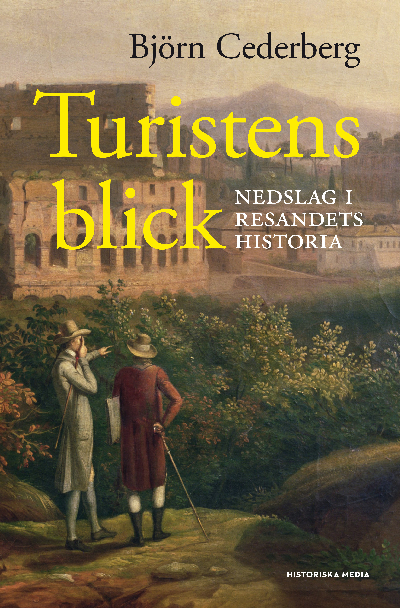 Björn Cederberg
Turistens
blick
NEDSLAG I
RESANDETS
HISTORIA
HISTORISKA MEDIA